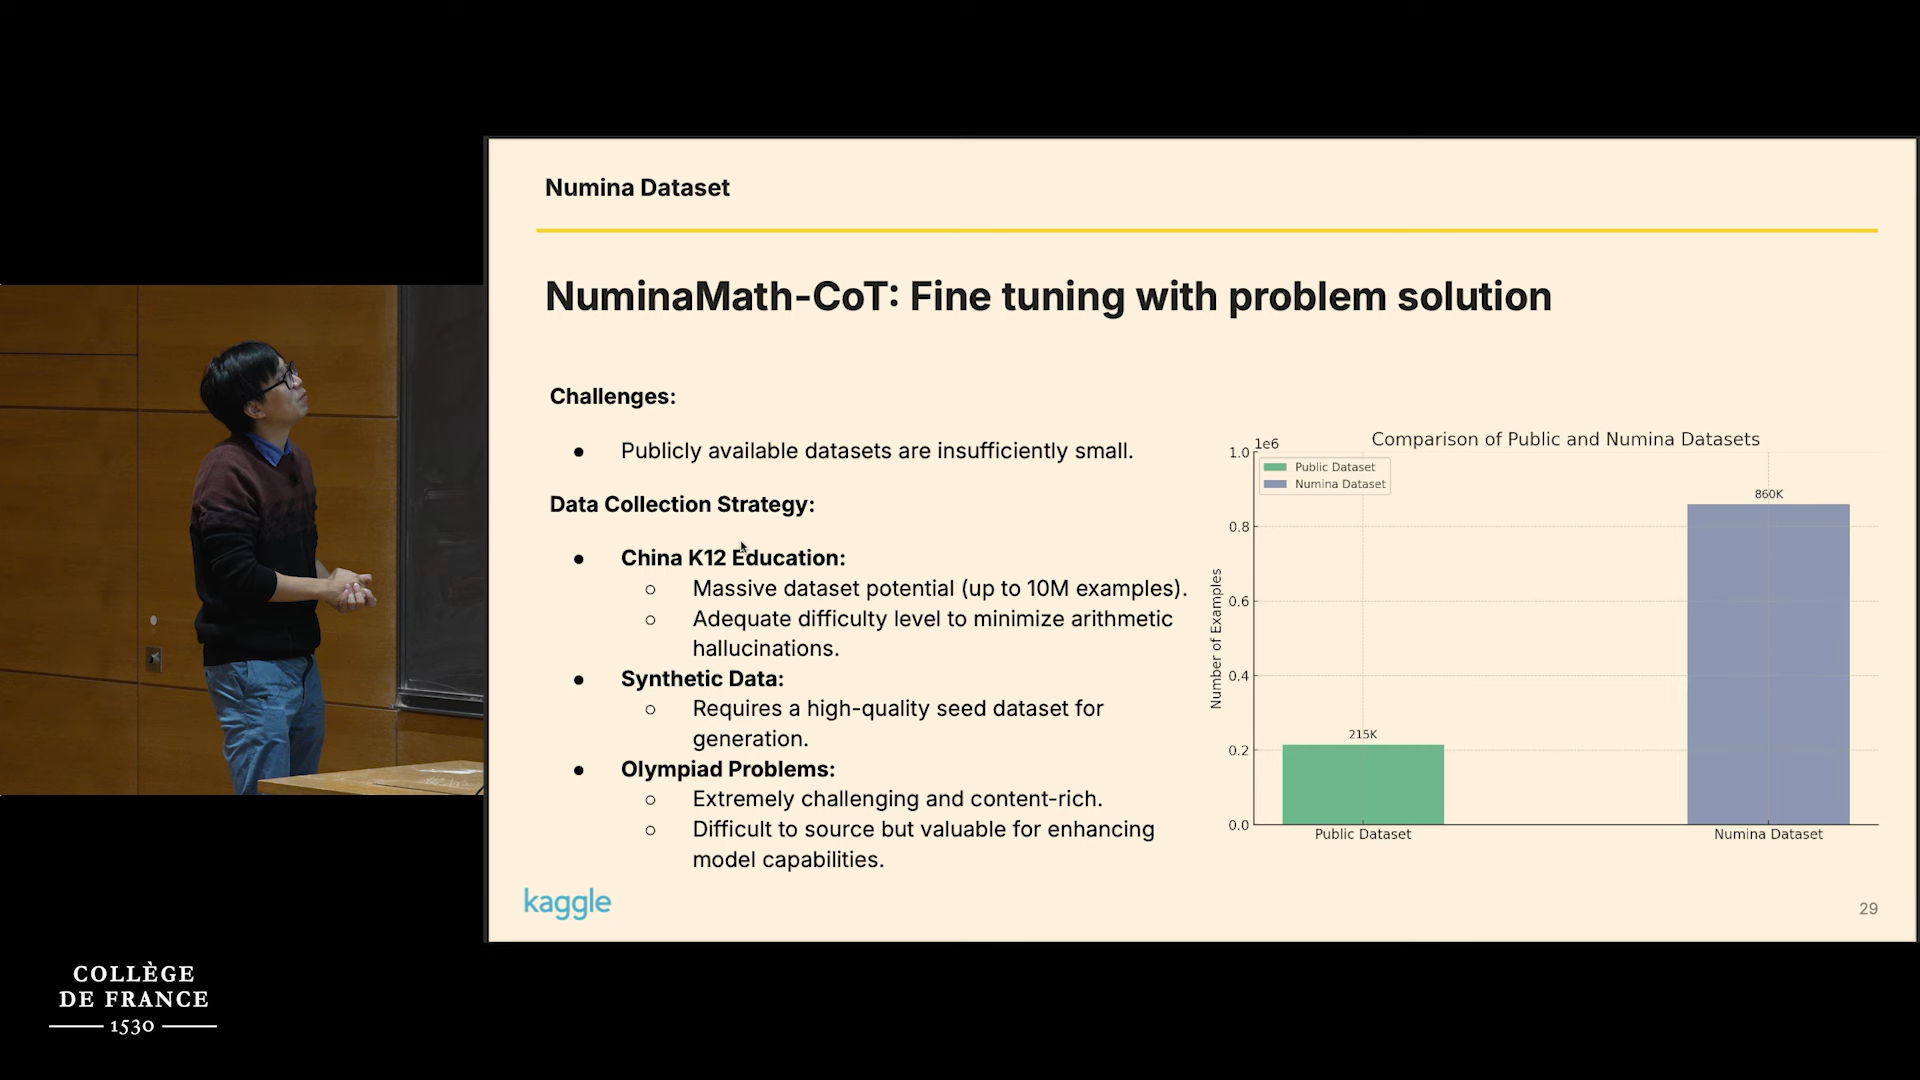 Numina Dataset
NuminaMath-CoT: Fine tuning with problem solution
Challenges:
● Publicly available datasets are insufficiently small.
Data Collection Strategy:
● China K12 Education:
○ Massive dataset potential (up to 10M examples).
○ Adequate difficulty level to minimize arithmetic
hallucinations.
● Synthetic Data:
○ Requires a high-quality seed dataset for
generation.
● Olympiad Problems:
○ Extremely challenging and content-rich.
○ Difficult to source but valuable for enhancing
model capabilities.
Comparison of Public and Numina Datasets
1e6
1.0
0.8
0.6
0.4
0.2
0.0
Number of Examples
Public Dataset
Numina Dataset
215K
860K
Public Dataset
Numina Dataset
kaggle
29
COLLÈGE
DE FRANCE
1530